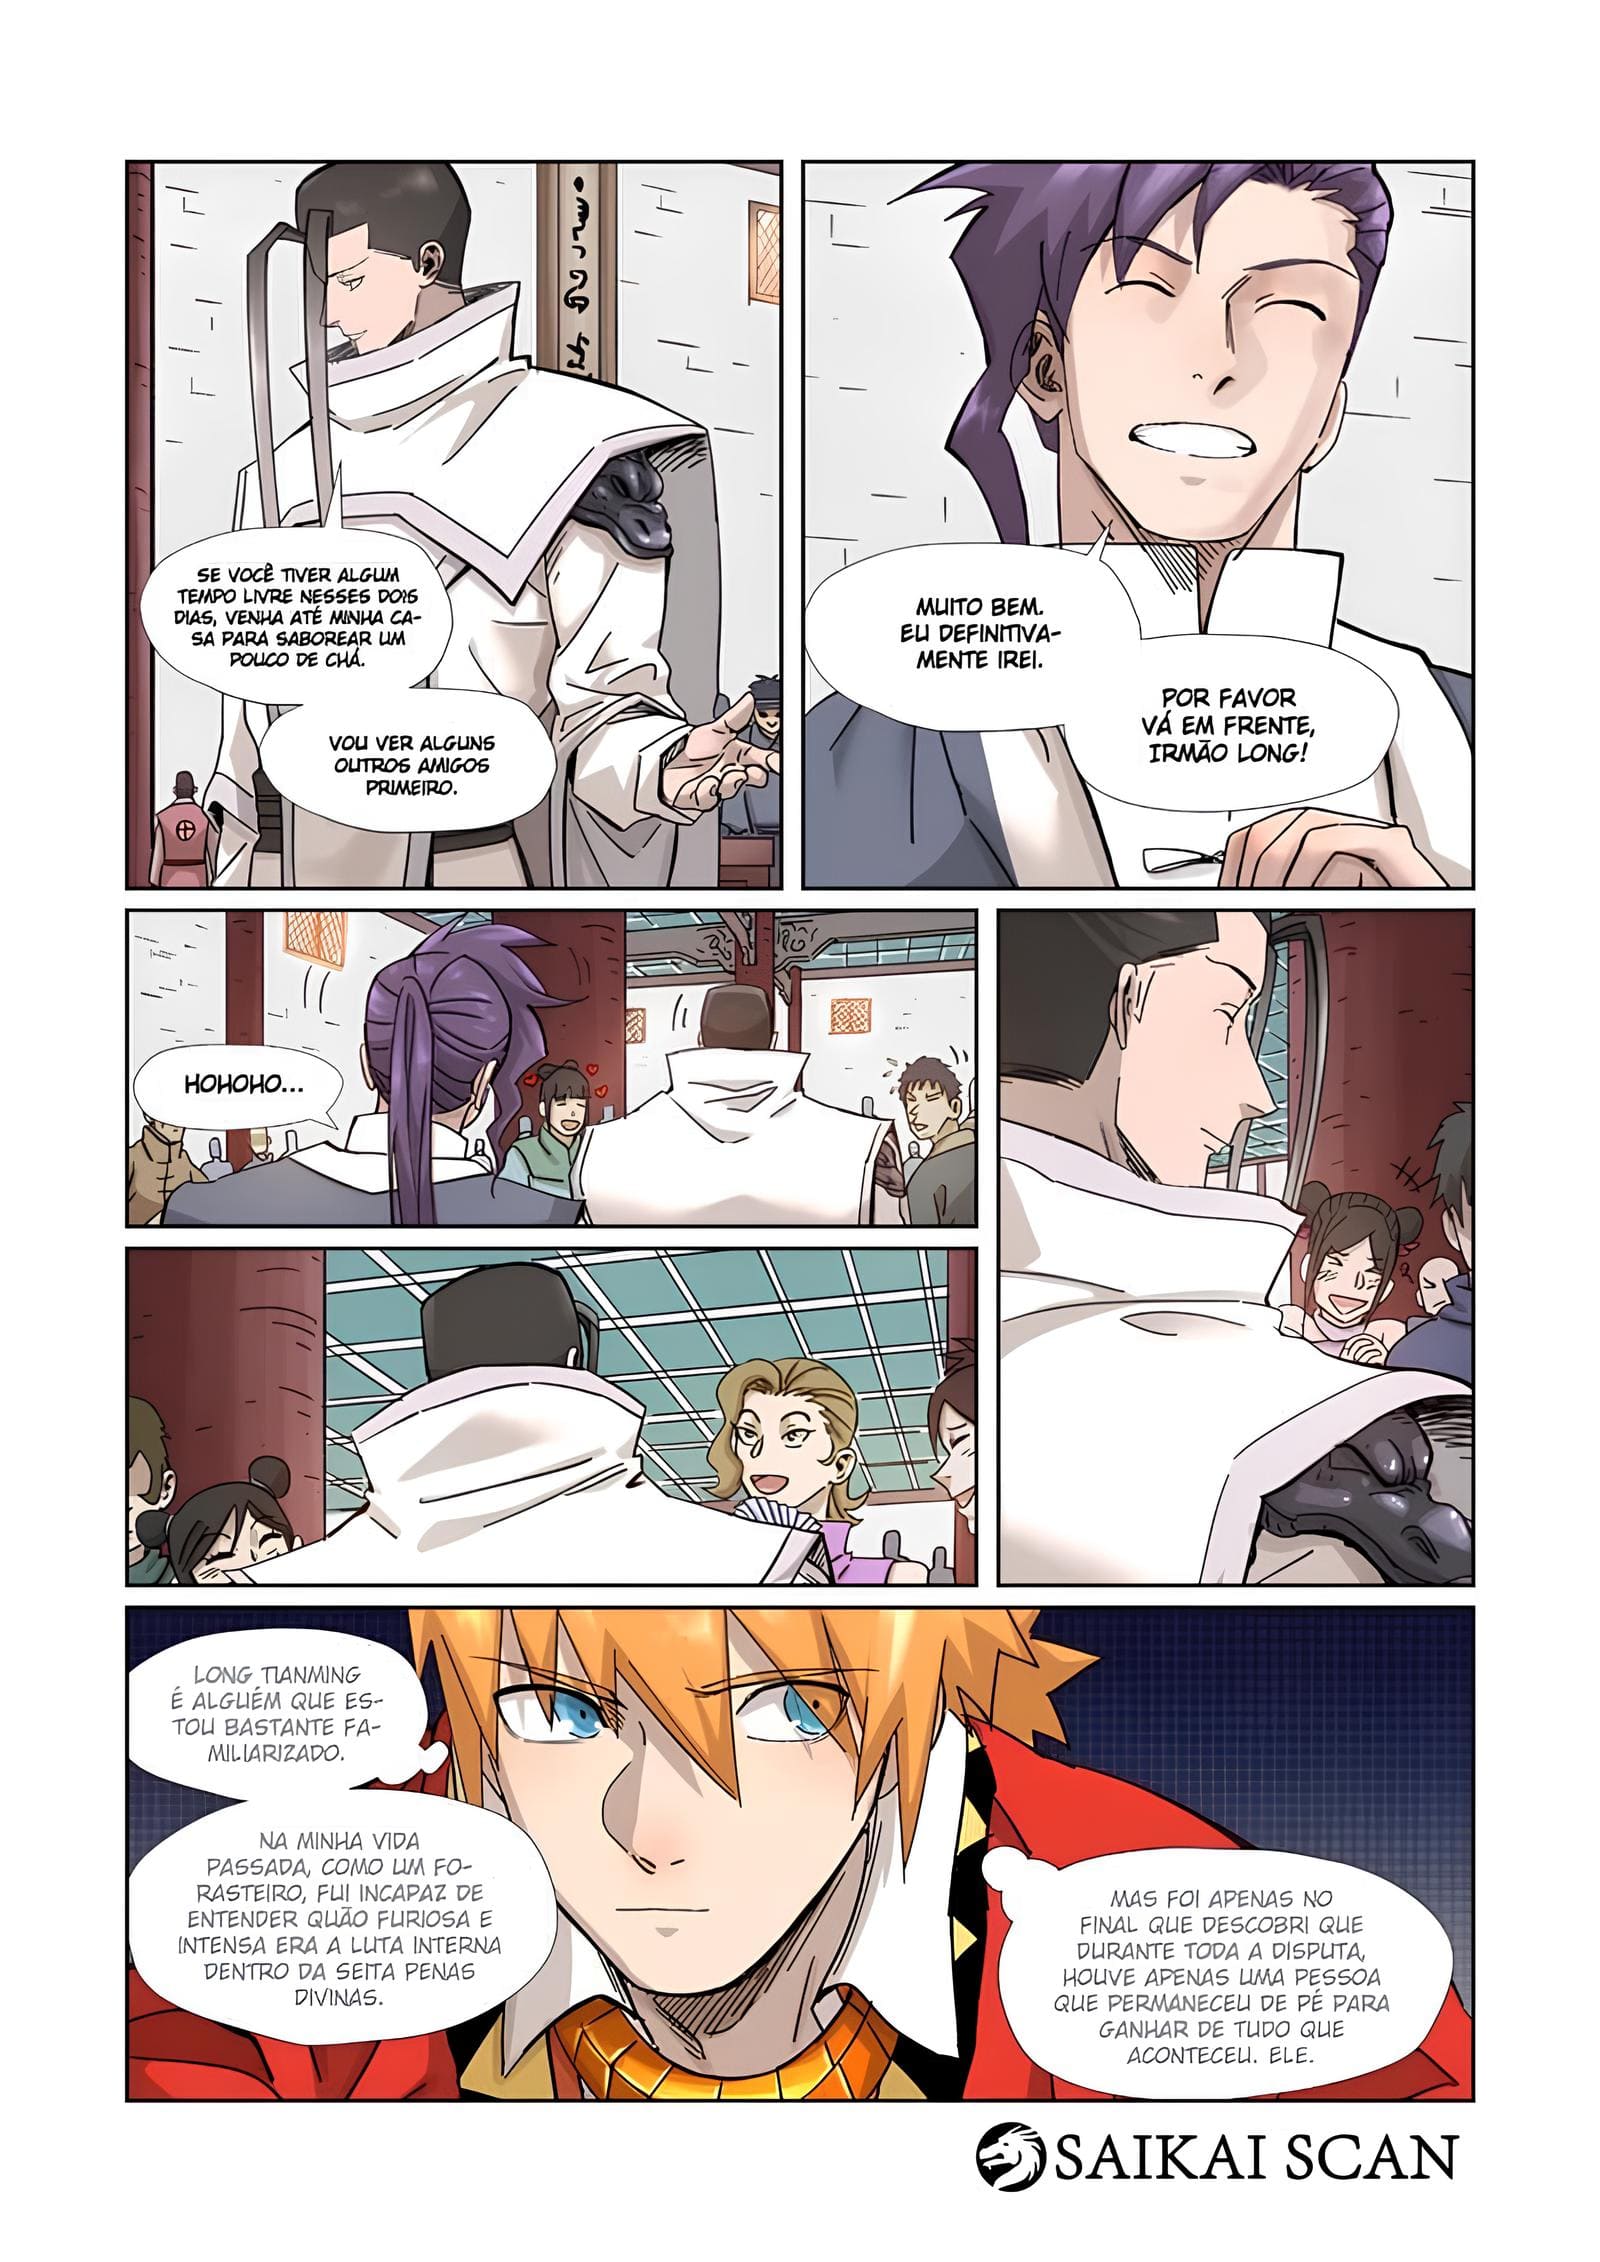 SE VOCÊ TIVER ALGUM
TEMPO LIVRE NESSES DOIS
DIAS, VENHA ATÉ MINHA CA-
SA PARA SABOREAR UM
POUCO DE CHÁ.
VOU VER ALGUNS
OUTROS AMIGOS
PRIMEIRO.
MUITO BEM.
EU DEFINITIVA-
MENTE IREI.
POR FAVOR
VÁ EM FRENTE,
IRMÃO LONG!
HOHOHO...
LONG TIANMING
É ALGUÉM QUE ES-
TOU BASTANTE FA-
MILIARIZADO.
NA MINHA VIDA
PASSADA, COMO UM FO-
RASTEIRO, FUI INCAPAZ DE
ENTENDER QUÃO FURIOSA E
INTENSA ERA A LUTA INTERNA
DENTRO DA SEITA PENAS
DIVINAS.
MAS FOI APENAS NO
FINAL QUE DESCOBRI QUE
DURANTE TODA A DISPUTA,
HOUVE APENAS UMA PESSOA
QUE PERMANECEU DE PÉ PARA
GANHAR DE TUDO QUE
ACONTECEU. ELE.
SAIKAI SCAN